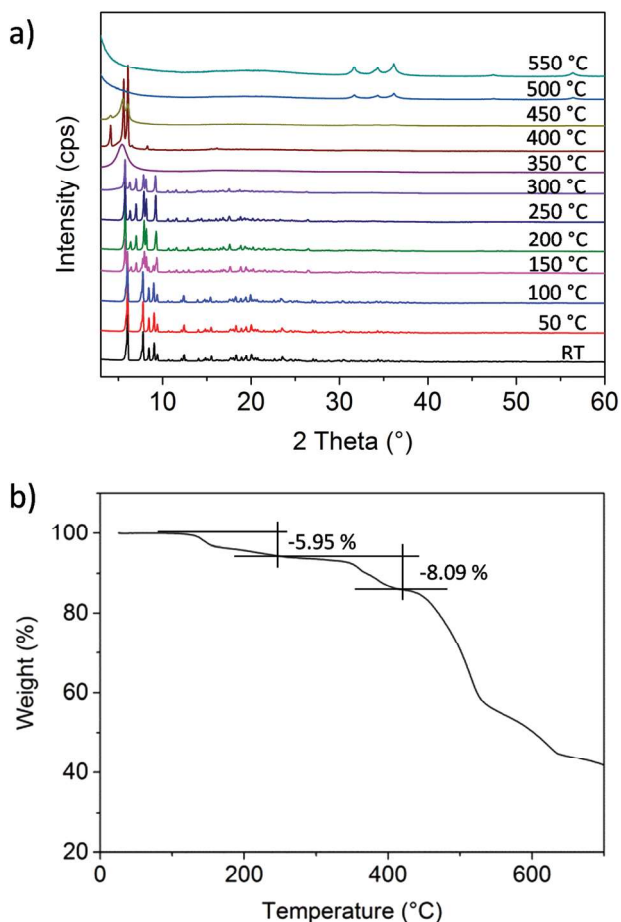 a)
550 °C
500 °C
450 °C
400 °C
350 °C
300 °C
250 °C
200 °C
150 °C
100 °C
50 °C
RT
Intensity (cps)
10 20 30 40 50 60
2 Theta (°)
b)
100
80
60
40
20
-5.95 %
-8.09 %
Weight (%)
0 200 400 600
Temperature (°C)